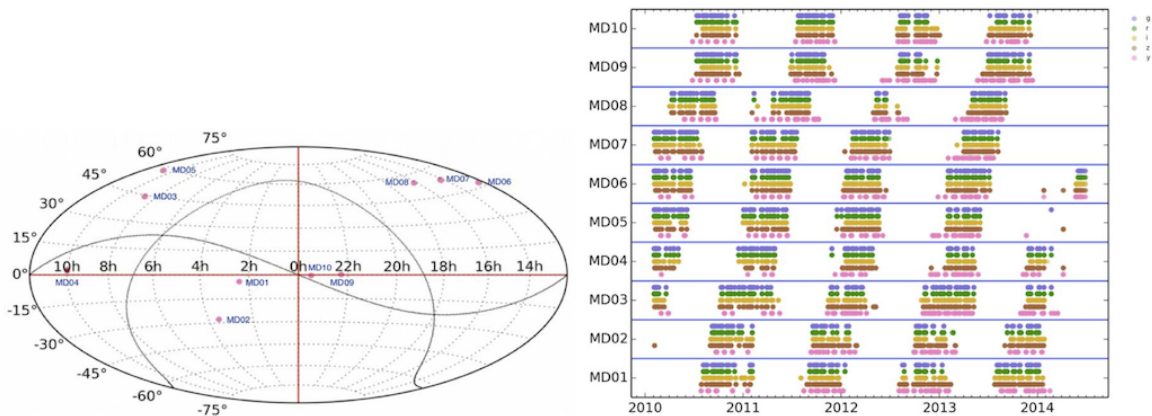 75°
60°
45°
30°
15°
0°
-15°
-30°
-45°
-60°
-75°
10h 8h 6h 4h 2h 0h 22h 20h 18h 16h 14h
MD05
MD03
MD08
MD07
MD06
MD04
MD10
MD01
MD09
MD02
MD10
MD09
MD08
MD07
MD06
MD05
MD04
MD03
MD02
MD01
2010 2011 2012 2013 2014
g
r
i
z
y